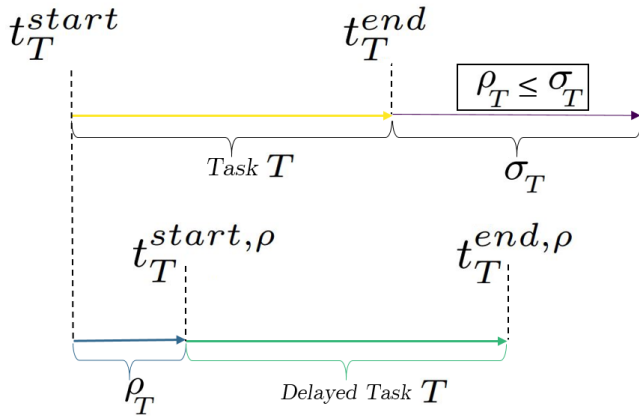 t_T^{start} t_T^{end}
ρ_T ≤ σ_T
Task T σ_T
t_T^{start,ρ} t_T^{end,ρ}
ρ_T Delayed Task T